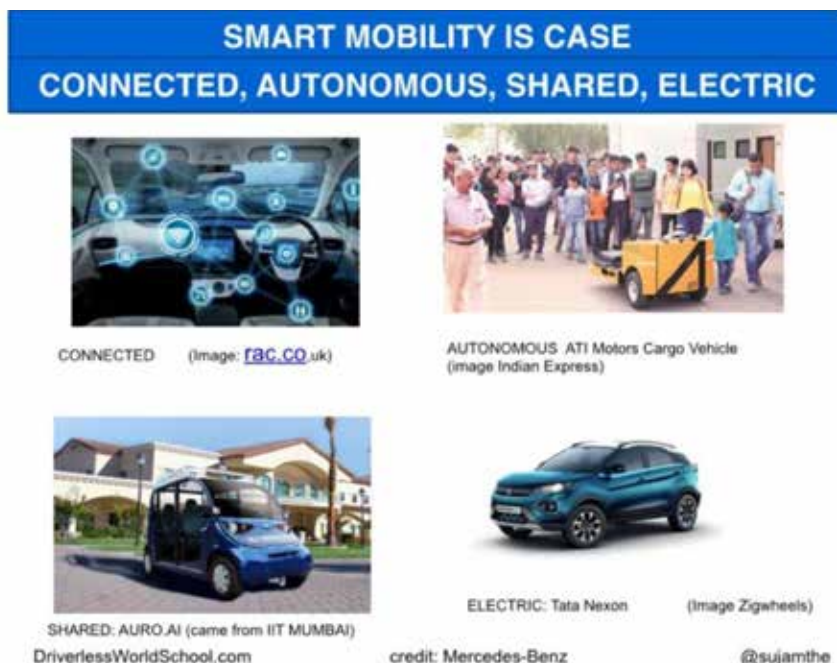 SMART MOBILITY IS CASE
CONNECTED, AUTONOMOUS, SHARED, ELECTRIC
CONNECTED (Image: rac.co.uk)
AUTONOMOUS ATI Motors Cargo Vehicle
(image Indian Express)
SHARED: AURO.AI (came from IIT MUMBAI)
ELECTRIC: Tata Nexon (Image Zigwheels)
DriverlessWorldSchool.com credit: Mercedes-Benz @sujamthe